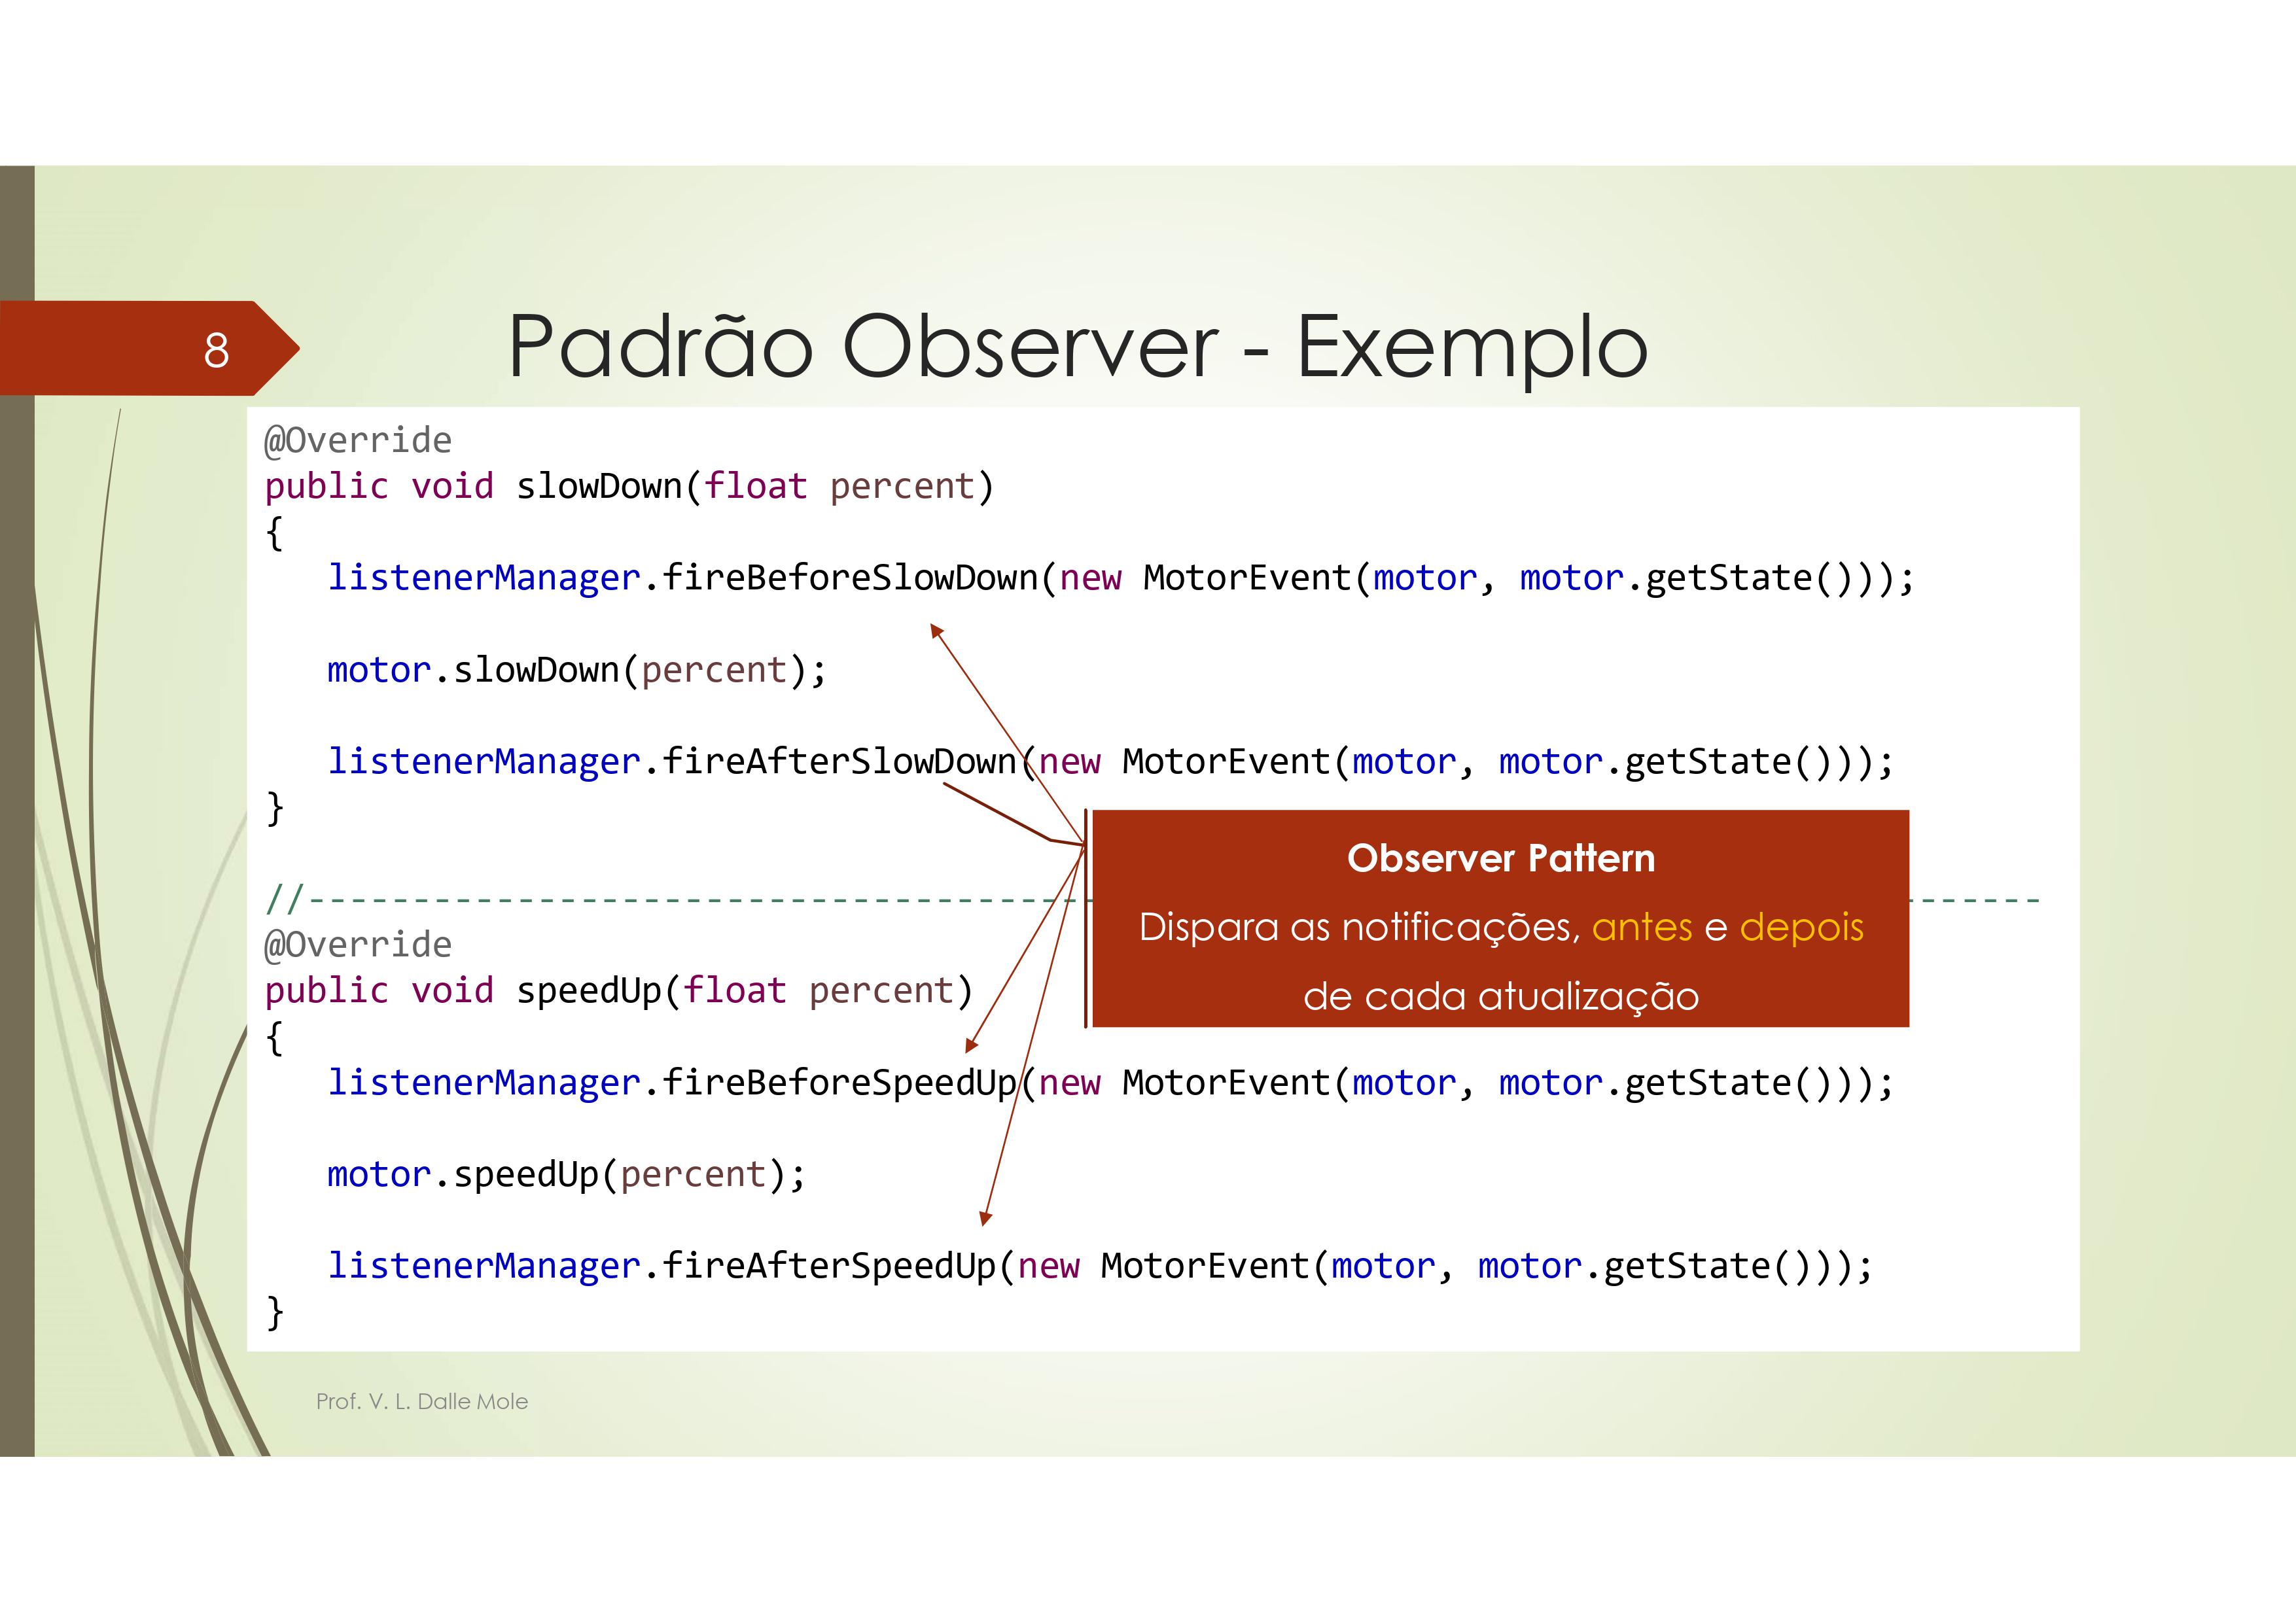 8
Padrão Observer - Exemplo
@Override
public void slowDown(float percent)
{
listenerManager.fireBeforeSlowDown(new MotorEvent(motor, motor.getState()));
motor.slowDown(percent);
listenerManager.fireAfterSlowDown(new MotorEvent(motor, motor.getState()));
}
Observer Pattern
Dispara as notificações, antes e depois
de cada atualização
//------------------------------------------------------------------------------------
@Override
public void speedUp(float percent)
{
listenerManager.fireBeforeSpeedUp(new MotorEvent(motor, motor.getState()));
motor.speedUp(percent);
listenerManager.fireAfterSpeedUp(new MotorEvent(motor, motor.getState()));
}
Prof. V. L. Dalle Mole